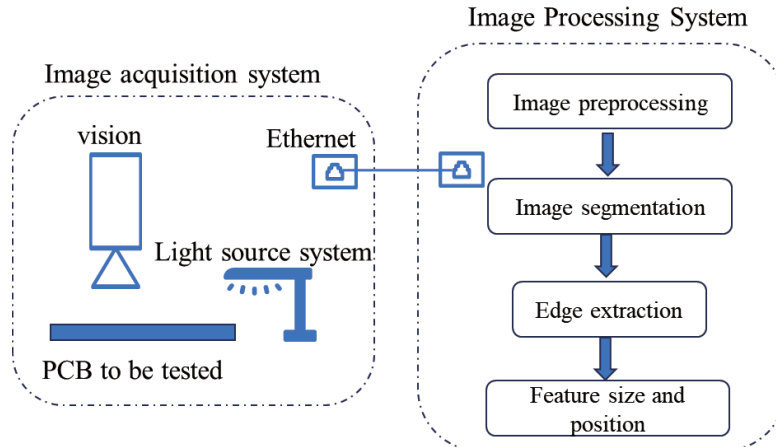 Image Processing System
Image acquisition system
vision
Ethernet
Light source system
PCB to be tested
Image preprocessing
Image segmentation
Edge extraction
Feature size and
position